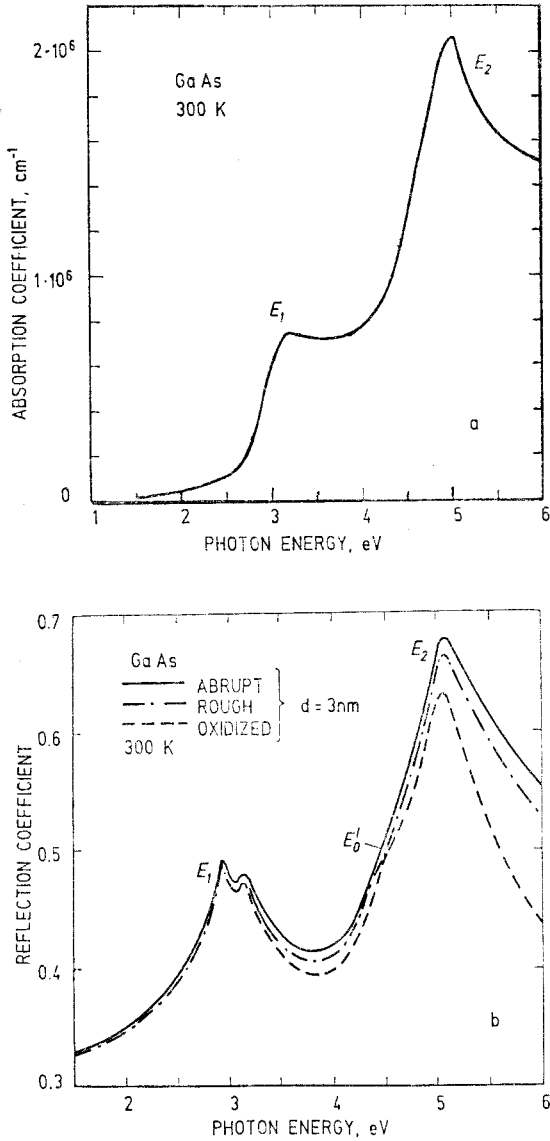 2·10⁶
E₂
Ga As
300 K
ABSORPTION COEFFICIENT, cm⁻¹
1·10⁶
E₁
a
0
1 2 3 4 5 6
PHOTON ENERGY, eV
0.7
Ga As
E₂
ABRUPT
ROUGH
OXIDIZED
d = 3nm
300 K
0.6
REFLECTION COEFFICIENT
E₀'
0.5
E₁
0.4
b
0.3
2 3 4 5 6
PHOTON ENERGY, eV